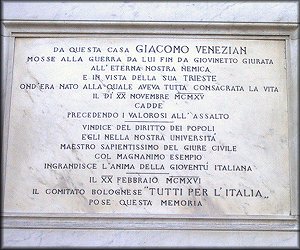 DA QUESTA CASA GIACOMO VENEZIAN
MOSSE ALLA GUERRA DA LUI FIN DA GIOVINETTO GIURATA
ALL'ETERNA NOSTRA NEMICA
E IN VISTA DELLA SUA TRIESTE
OND'ERA NATO ALLA QUALE AVEVA TUTTA CONSACRATA LA VITA
IL DÌ XX NOVEMBRE MCMXV
CADDE
PRECEDENDO I VALOROSI ALL'ASSALTO
VINDICE DEL DIRITTO DEI POPOLI
EGLI NELLA NOSTRA UNIVERSITÀ
MAESTRO SAPIENTISSIMO DEL GIURE CIVILE
COL MAGNANIMO ESEMPIO
INGRANDISCE L'ANIMA DELLA GIOVENTÙ ITALIANA
IL XX FEBBRAIO MCMXVI
IL COMITATO BOLOGNESE "TUTTI PER L'ITALIA„
POSE QUESTA MEMORIA